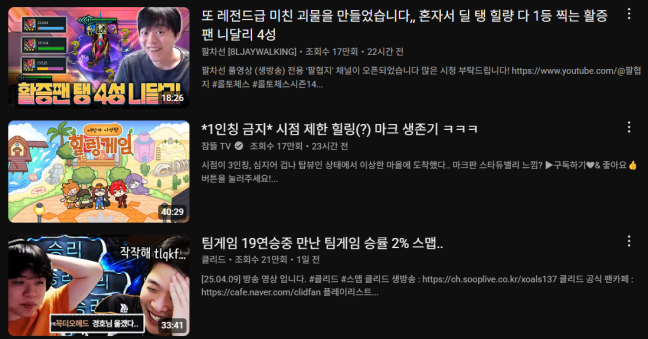 또 레전드급 미친 괴물을 만들었습니다,, 혼자서 딜 탱 힐량 다 1등 찍는 활증
팬 니달리 4성
팔차선 [8LJAYWALKING] • 조회수 17만회 • 22시간 전
팔차선 풀영상 (생방송) 전용 '팔협지' 채널이 오픈되었습니다 많은 시청 부탁드립니다! https://www.youtube.com/@팔협
지 #롤토체스 #롤토체스시즌14...
활증팬 탱 4성 니달리
18:26
*1인칭 금지* 시점 제한 힐링(?) 마크 생존기 ㅋㅋㅋ
잠뜰 TV 조회수 17만회 • 23시간 전
시점이 3인칭, 심지어 겁나 탑뷰인 상태에서 이상한 마을에 도착했다.. 마크판 스타듀밸리 느낌? ▶구독하기❤& 좋아요👍
버튼을 눌러주세요!...
힐링게임
40:29
팀게임 19연승중 만난 팀게임 승률 2% 스맵..
클리드 • 조회수 21만회 • 1일 전
[25.04.09] 방송 영상 입니다. #클리드 #스맵 클리드 생방송 : https://ch.sooplive.co.kr/xoals137 클리드 공식 팬카페 :
https://cafe.naver.com/clidfan 플레이리스트...
승리
작작해 tlqkf...
꼭더오헤드 경호님 울겠다..
33:41